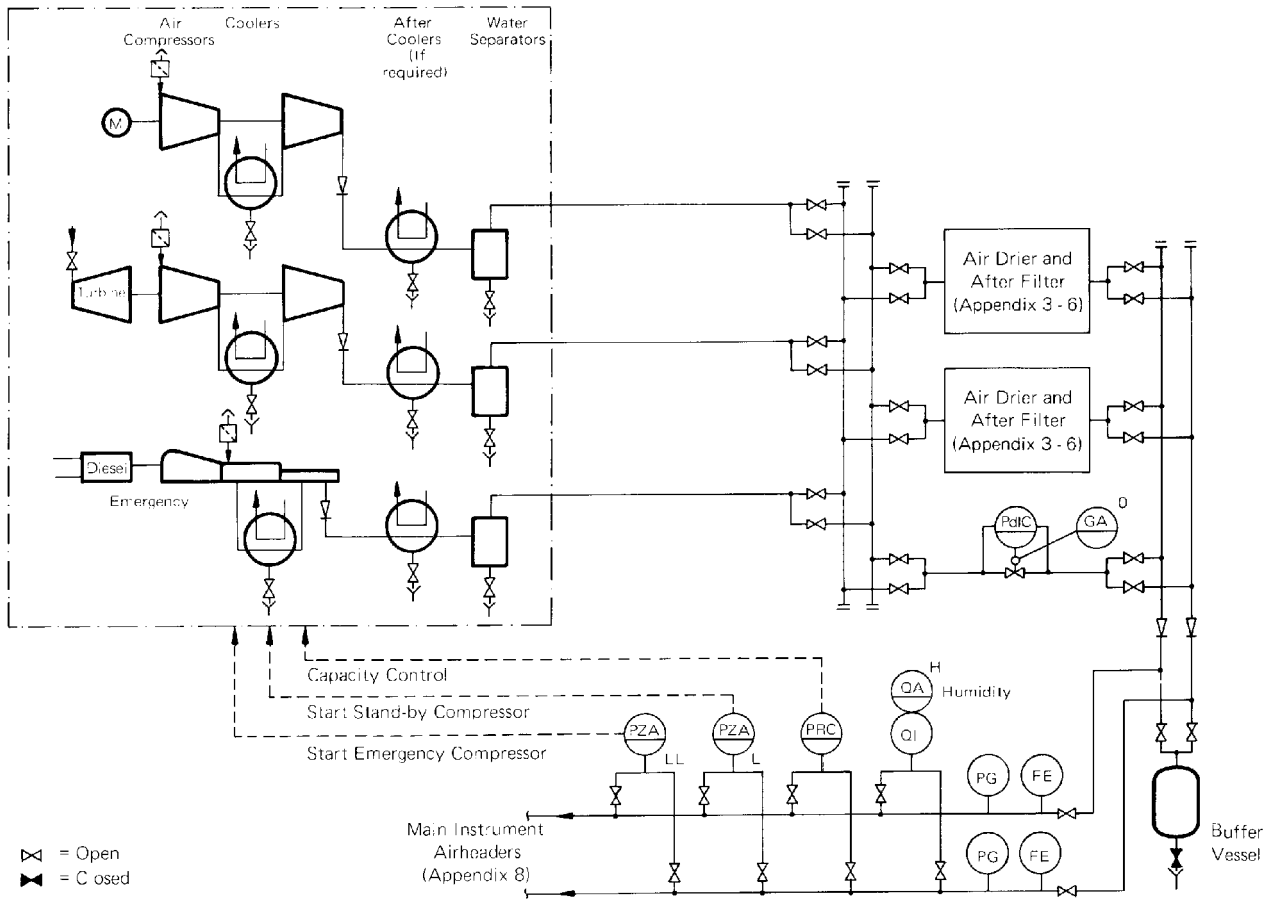 Air
Compressors
Coolers
After
Coolers
(If
required)
Water
Separators
M
Turbine
Diesel
Emergency
Air Drier and
After Filter
(Appendix 3 - 6)
Air Drier and
After Filter
(Appendix 3 - 6)
PdIC
GA
0
Capacity Control
Start Stand-by Compressor
Start Emergency Compressor
PZA
LL
PZA
L
PRC
QA
H
Humidity
QI
PG
FE
PG
FE
Main Instrument
Airheaders
(Appendix 8)
Buffer
Vessel
= Open
= Closed